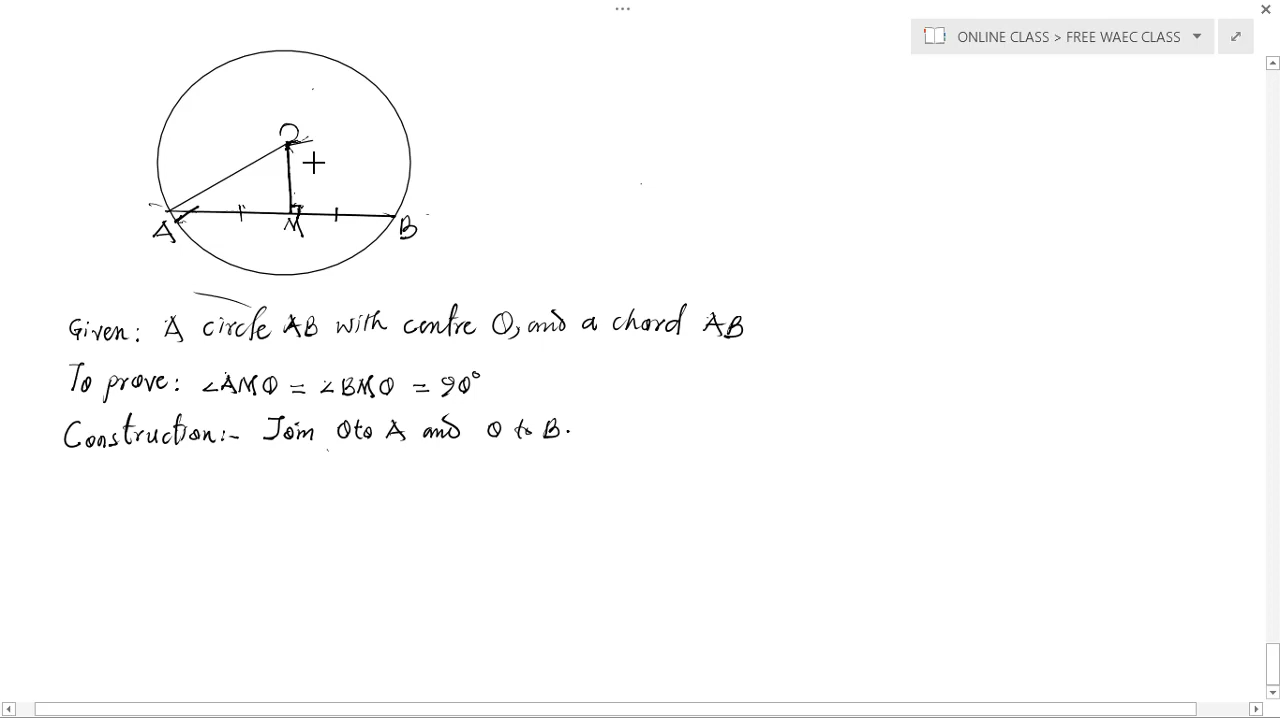 ONLINE CLASS > FREE WAEC CLASS
O
A
M
B
Given: A circle AB with centre O, and a chord AB
To prove: ∠AMO = ∠BMO = 90°
Construction:- Join O to A and O to B.